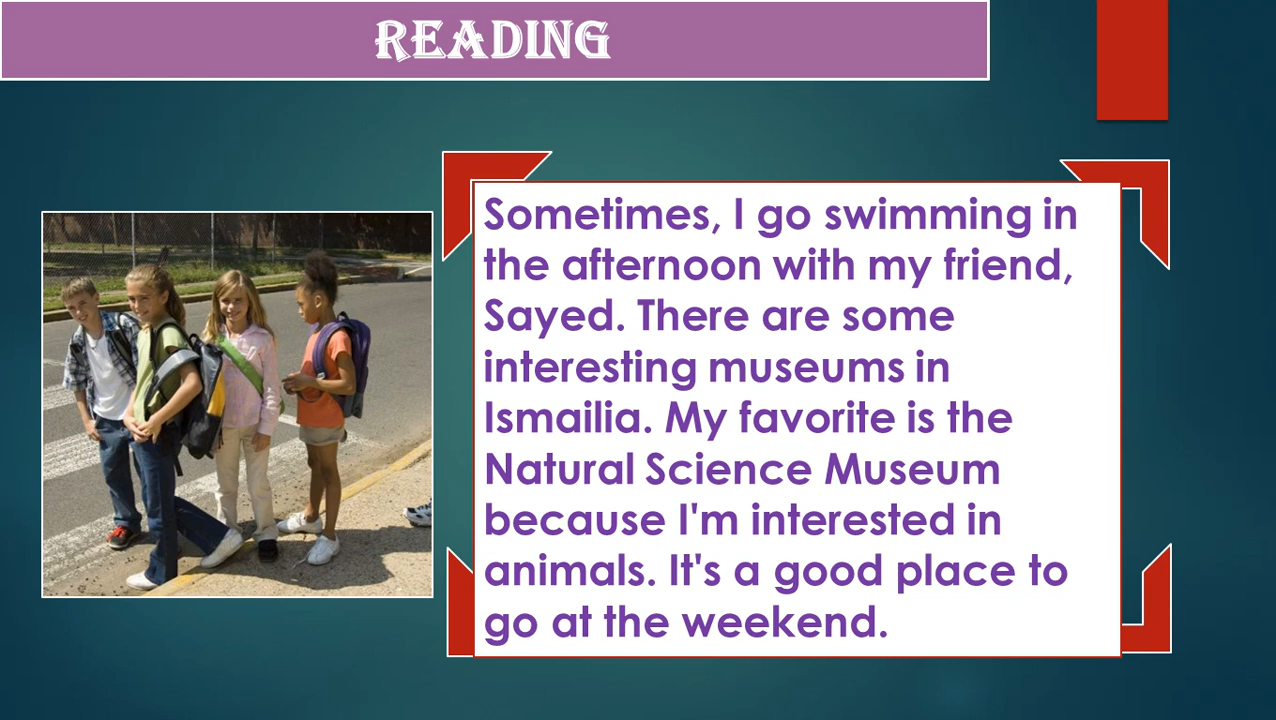 READING
Sometimes, I go swimming in
the afternoon with my friend,
Sayed. There are some
interesting museums in
Ismailia. My favorite is the
Natural Science Museum
because I'm interested in
animals. It's a good place to
go at the weekend.